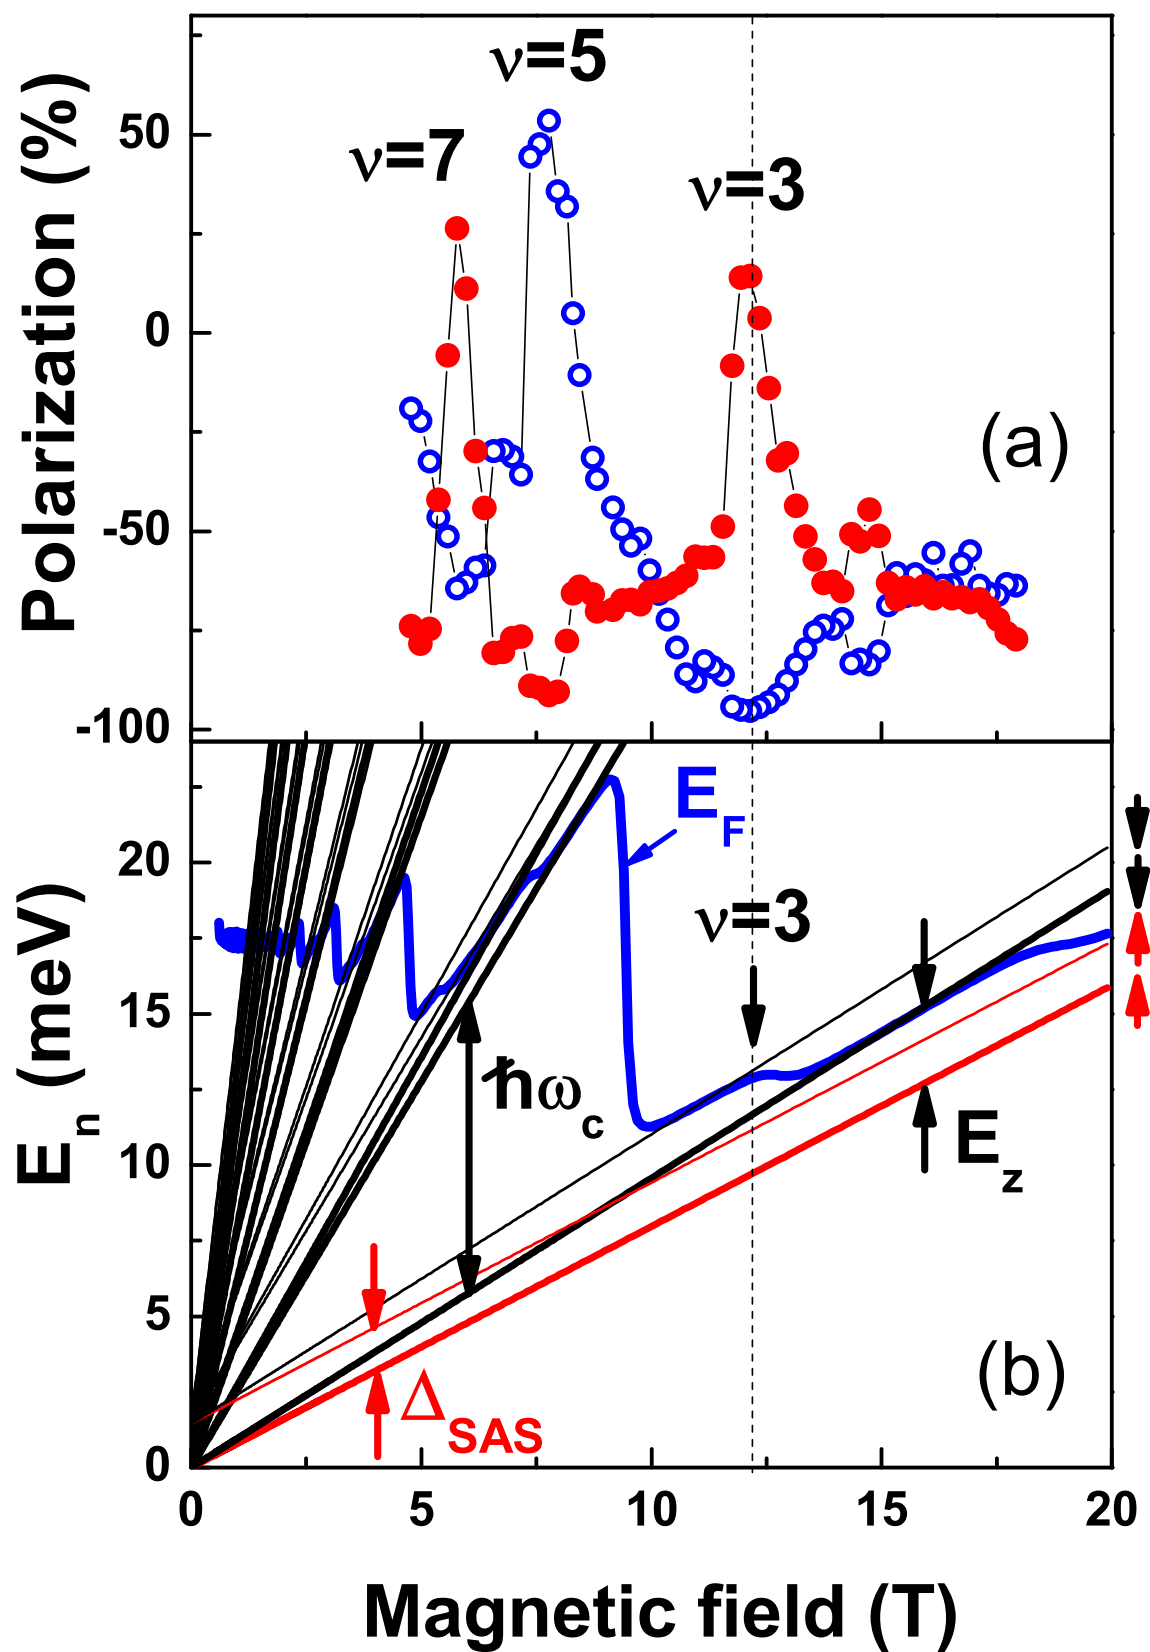 ν=5
ν=7
ν=3
50
0
-50
-100
Polarization (%)
(a)
E_F
20
15
10
5
0
E_n (meV)
ν=3
ħω_c
E_z
Δ_SAS
(b)
0 5 10 15 20
Magnetic field (T)